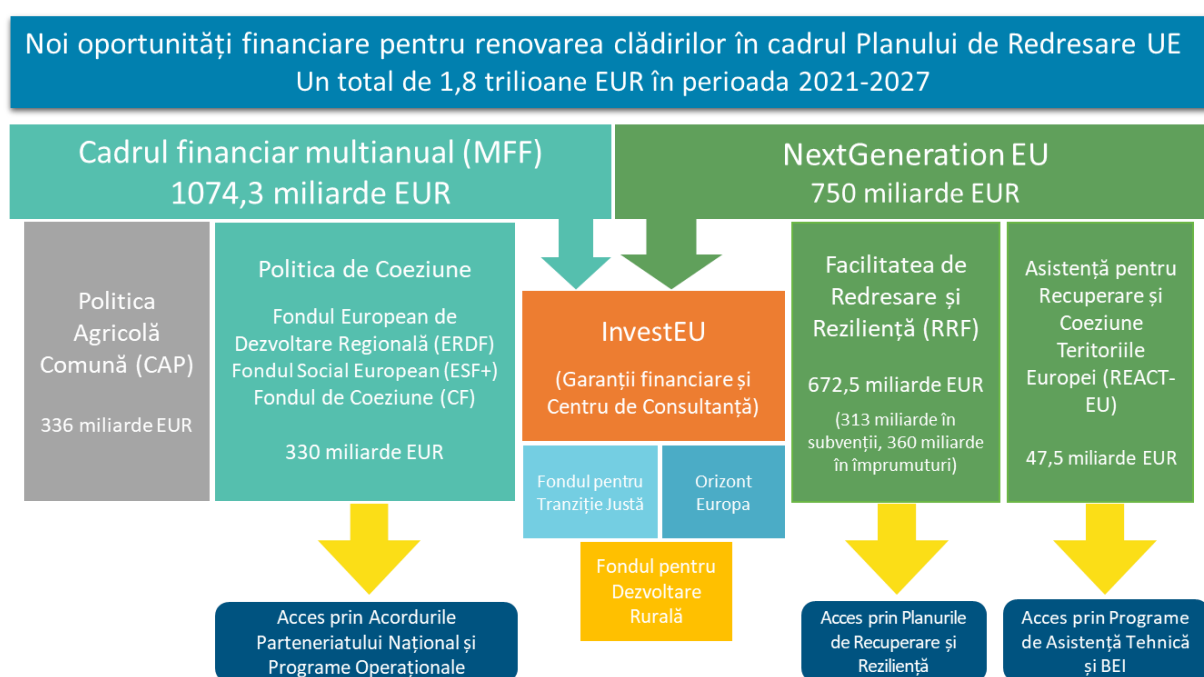 Noi oportunități financiare pentru renovarea clădirilor în cadrul Planului de Redresare UE
Un total de 1,8 trilioane EUR în perioada 2021-2027
Cadrul financiar multianual (MFF)
1074,3 miliarde EUR
NextGeneration EU
750 miliarde EUR
Politica
Agricolă
Comună (CAP)
336 miliarde EUR
Politica de Coeziune
Fondul European de
Dezvoltare Regională (ERDF)
Fondul Social European (ESF+)
Fondul de Coeziune (CF)
330 miliarde EUR
InvestEU
(Garanții financiare și
Centru de Consultanță)
Fondul pentru
Tranziție Justă
Orizont
Europa
Fondul pentru
Dezvoltare
Rurală
Facilitatea de
Redresare și
Reziliență (RRF)
672,5 miliarde EUR
(313 miliarde în
subvenții, 360 miliarde
în împrumuturi)
Asistență pentru
Recuperare și
Coeziune
Teritoriile
Europei (REACT-
EU)
47,5 miliarde EUR
Acces prin Acordurile
Parteneriatului Național și
Programe Operaționale
Acces prin Planurile
de Recuperare și
Reziliență
Acces prin Programe
de Asistență Tehnică
și BEI